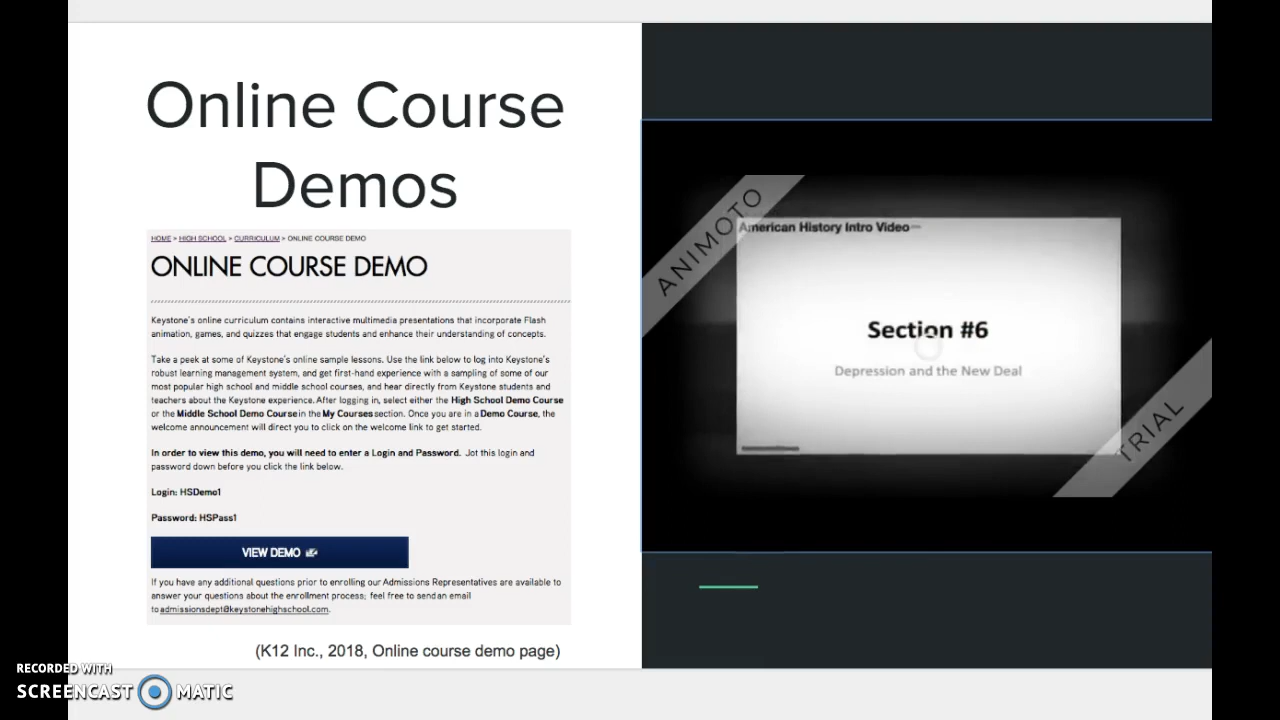 Online Course
Demos
HOME > HIGH SCHOOL > CURRICULUM > ONLINE COURSE DEMO
ONLINE COURSE DEMO
Keystone's online curriculum contains interactive multimedia presentations that incorporate Flash
animation, games, and quizzes that engage students and enhance their understanding of concepts.
Take a peek at some of Keystone's online sample lessons. Use the link below to log into Keystone's
robust learning management system, and get first-hand experience with a sampling of some of our
most popular high school and middle school courses, and hear directly from Keystone students and
teachers about the Keystone experience. After logging in, select either the High School Demo Course
or the Middle School Demo Course in the My Courses section. Once you are in a Demo Course, the
welcome announcement will direct you to click on the welcome link to get started.
In order to view this demo, you will need to enter a Login and Password. Jot this login and
password down before you click the link below.
Login: HSDemo1
Password: HSPass1
VIEW DEMO
If you have any additional questions prior to enrolling our Admissions Representatives are available to
answer your questions about the enrollment process; feel free to send an email
to admissionsdept@keystonehighschool.com.
(K12 Inc., 2018, Online course demo page)
ANIMOTO
American History Intro Video
Section #6
Depression and the New Deal
TRIAL
RECORDED WITH
SCREENCAST MATIC